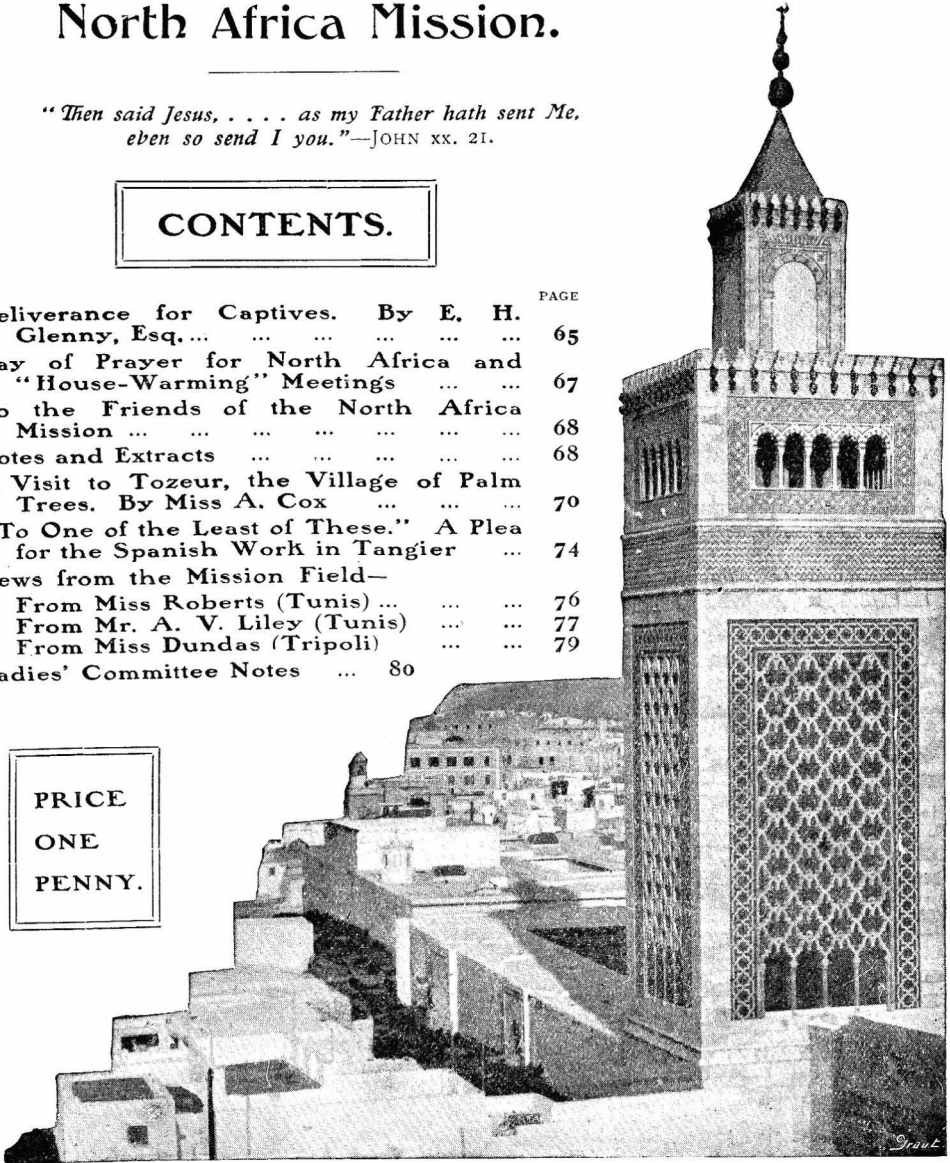 North Africa Mission.
"Then said Jesus, . . . . as my Father hath sent Me,
even so send I you."—JOHN xx. 21.
CONTENTS.
PAGE
eliverance for Captives. By E. H.
Glenny, Esq. ... ... ... ... ... ... 65
ay of Prayer for North Africa and
"House-Warming" Meetings ... ... 67
o the Friends of the North Africa
Mission ... ... ... ... ... ... ... 68
otes and Extracts ... ... ... ... ... 68
Visit to Tozeur, the Village of Palm
Trees. By Miss A. Cox ... ... ... 70
To One of the Least of These." A Plea
for the Spanish Work in Tangier ... 74
ews from the Mission Field—
From Miss Roberts (Tunis) ... ... ... 76
From Mr. A. V. Liley (Tunis) ... ... 77
From Miss Dundas (Tripoli) ... ... 79
adies' Committee Notes ... 80
PRICE
ONE
PENNY.